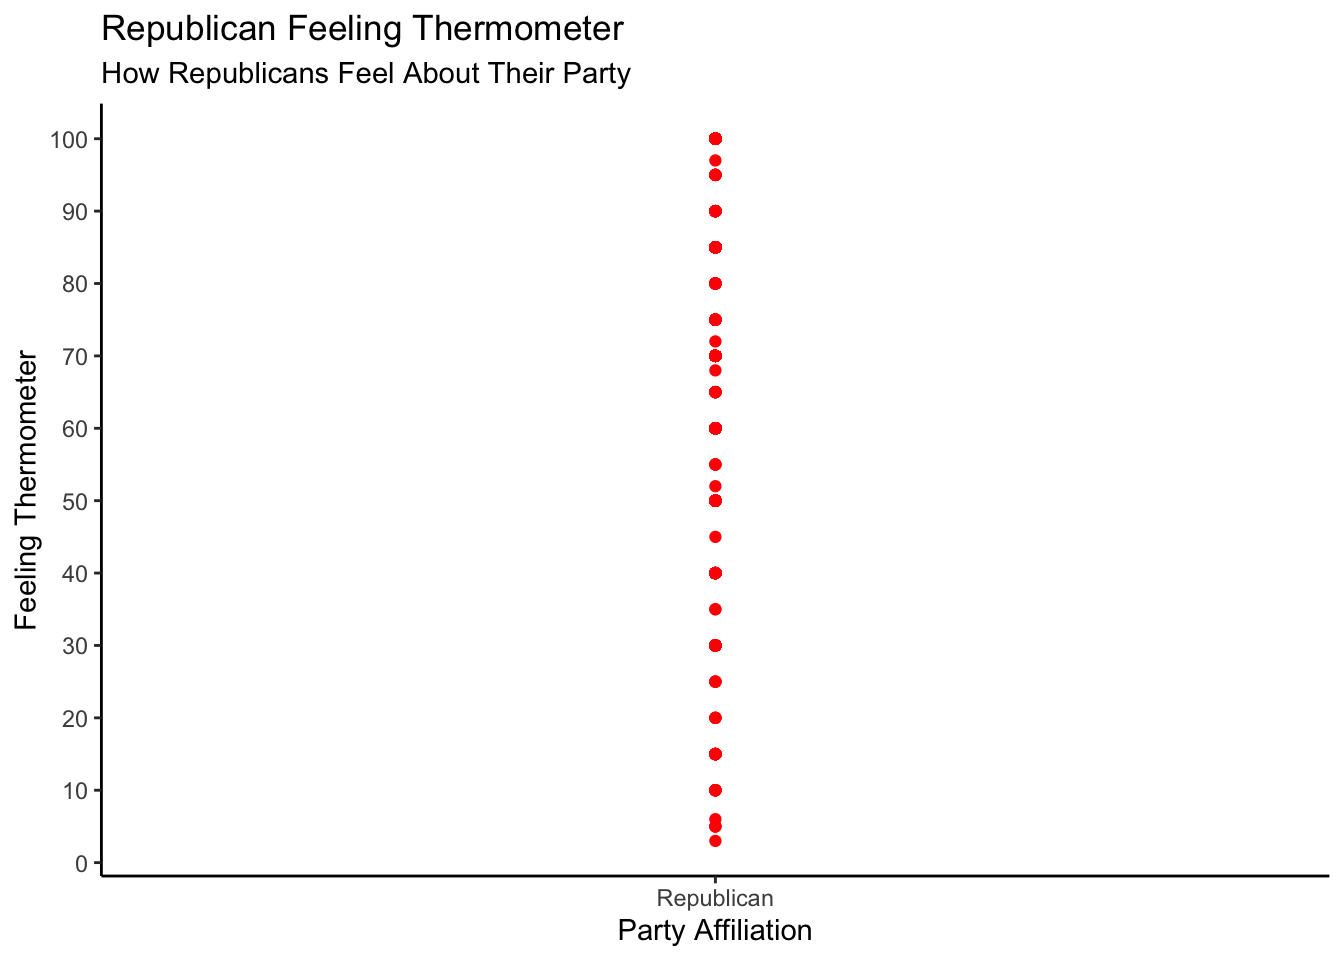 Republican Feeling Thermometer
How Republicans Feel About Their Party
Feeling Thermometer
100
90
80
70
60
50
40
30
20
10
0
Republican
Party Affiliation